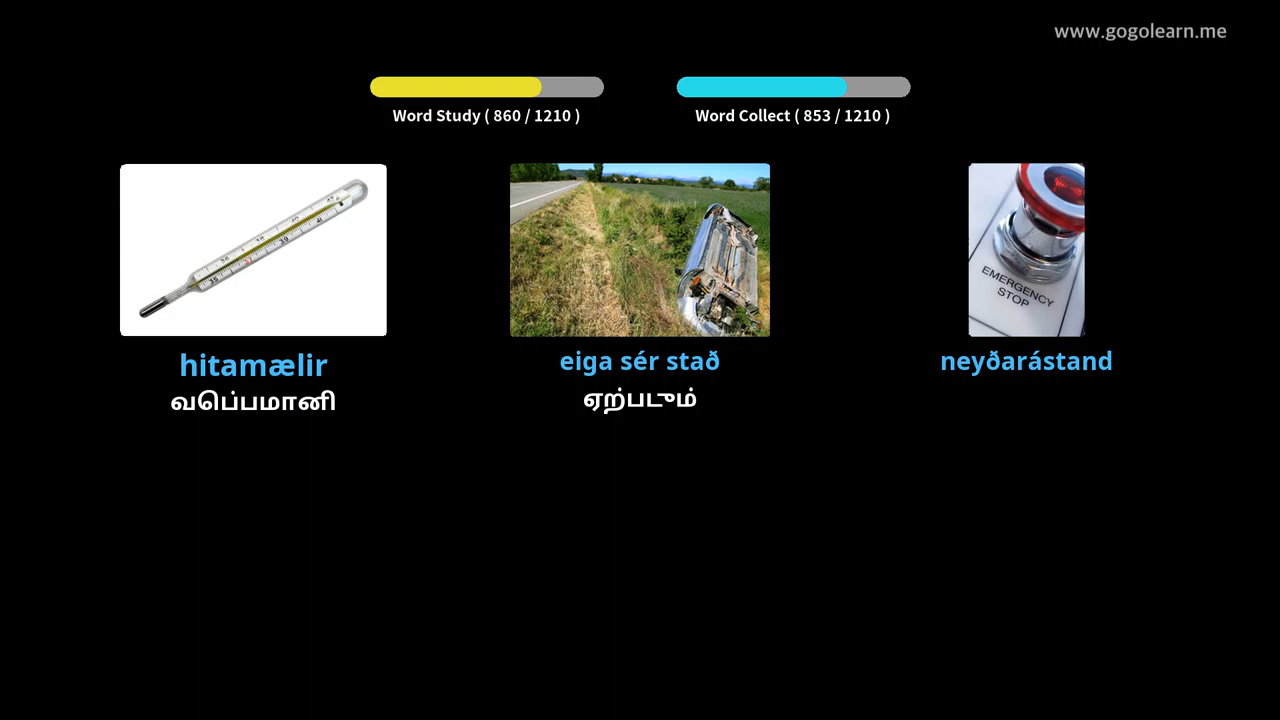 www.gogolearn.me
Word Study ( 860 / 1210 )
Word Collect ( 853 / 1210 )
EMERGENCY
STOP
hitamælir
eiga sér stað
neyðarástand
வெப்பமானி
ஏற்படும்